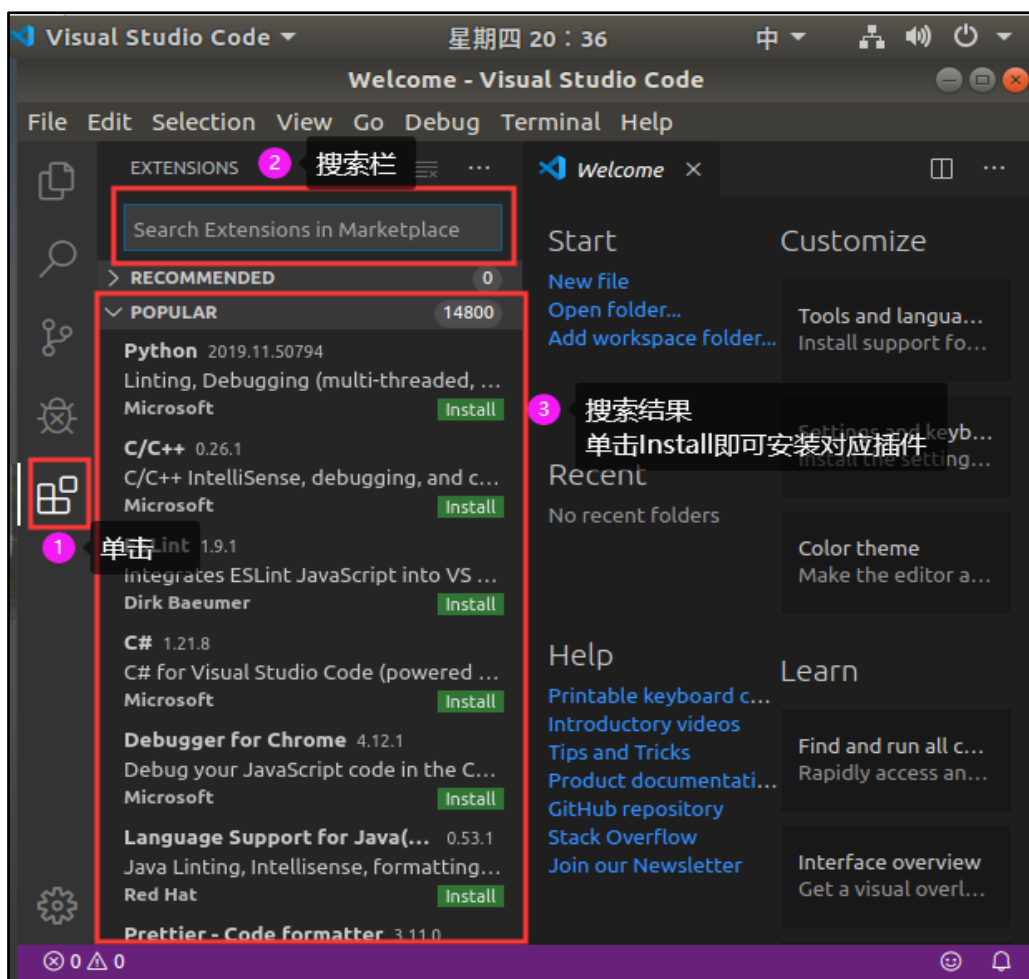 Visual Studio Code
星期四 20：36
中
Welcome - Visual Studio Code
File Edit Selection View Go Debug Terminal Help
EXTENSIONS
2 搜索栏
Search Extensions in Marketplace
RECOMMENDED 0
POPULAR 14800
Python 2019.11.50794
Linting, Debugging (multi-threaded, ...
Microsoft Install
C/C++ 0.26.1
C/C++ IntelliSense, debugging, and c...
Microsoft Install
1 单击
Lint 1.9.1
Integrates ESLint JavaScript into VS ...
Dirk Baeumer Install
C# 1.21.8
C# for Visual Studio Code (powered ...
Microsoft Install
Debugger for Chrome 4.12.1
Debug your JavaScript code in the C...
Microsoft Install
Language Support for Java(... 0.53.1
Java Linting, Intellisense, formatting...
Red Hat Install
Prettier - Code formatter 3.11.0
Welcome
Start
New file
Open folder...
Add workspace folder...
3 搜索结果
单击Install即可安装对应插件
Recent
No recent folders
Help
Printable keyboard c...
Introductory videos
Tips and Tricks
Product documentati...
GitHub repository
Stack Overflow
Join our Newsletter
Customize
Tools and langua...
Install support fo...
Settings and keyb...
Install the setting...
Color theme
Make the editor a...
Learn
Find and run all c...
Rapidly access an...
Interface overview
Get a visual overl...
0 0